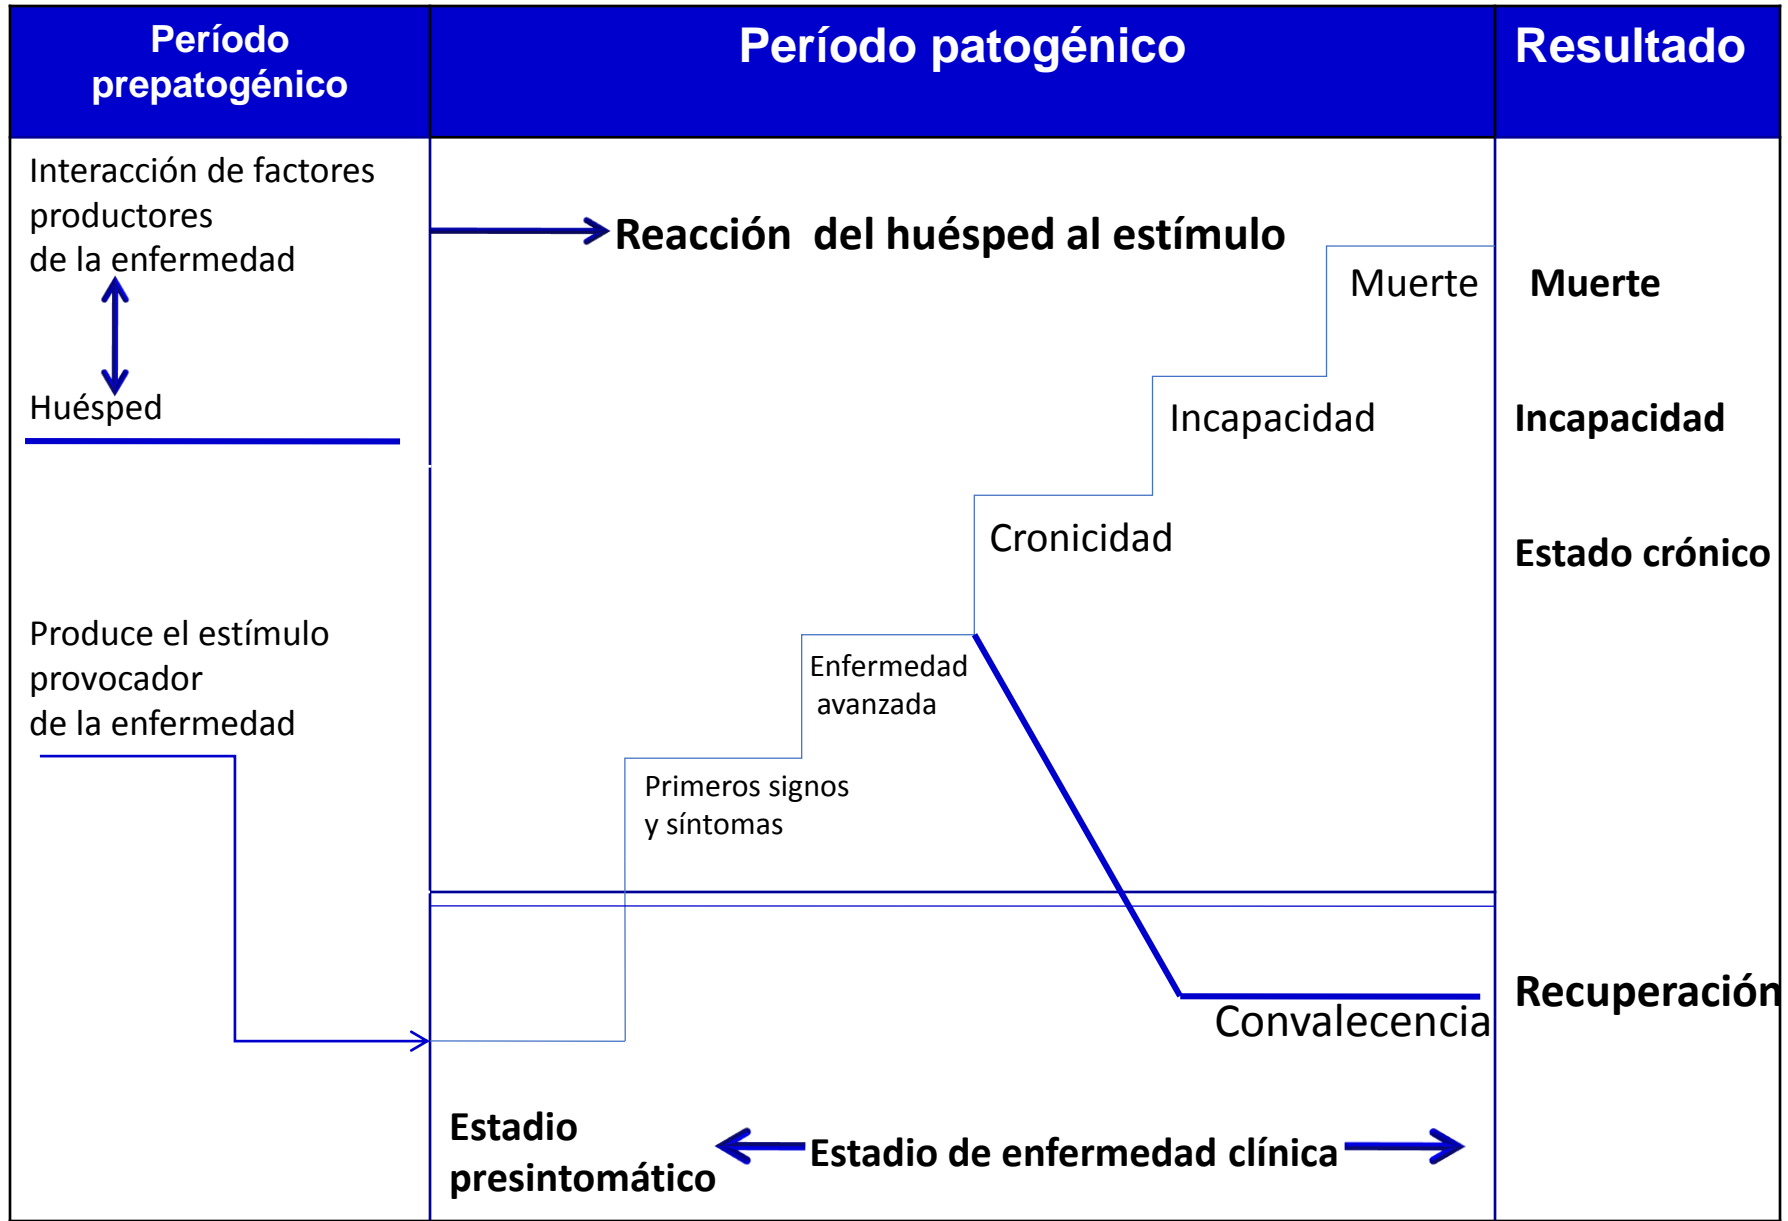 Período
prepatogénico
Período patogénico
Resultado
Interacción de factores
productores
de la enfermedad
Huésped
Produce el estímulo
provocador
de la enfermedad
Reacción del huésped al estímulo
Muerte
Incapacidad
Cronicidad
Enfermedad
avanzada
Primeros signos
y síntomas
Convalecencia
Estadio
presintomático
Estadio de enfermedad clínica
Muerte
Incapacidad
Estado crónico
Recuperación